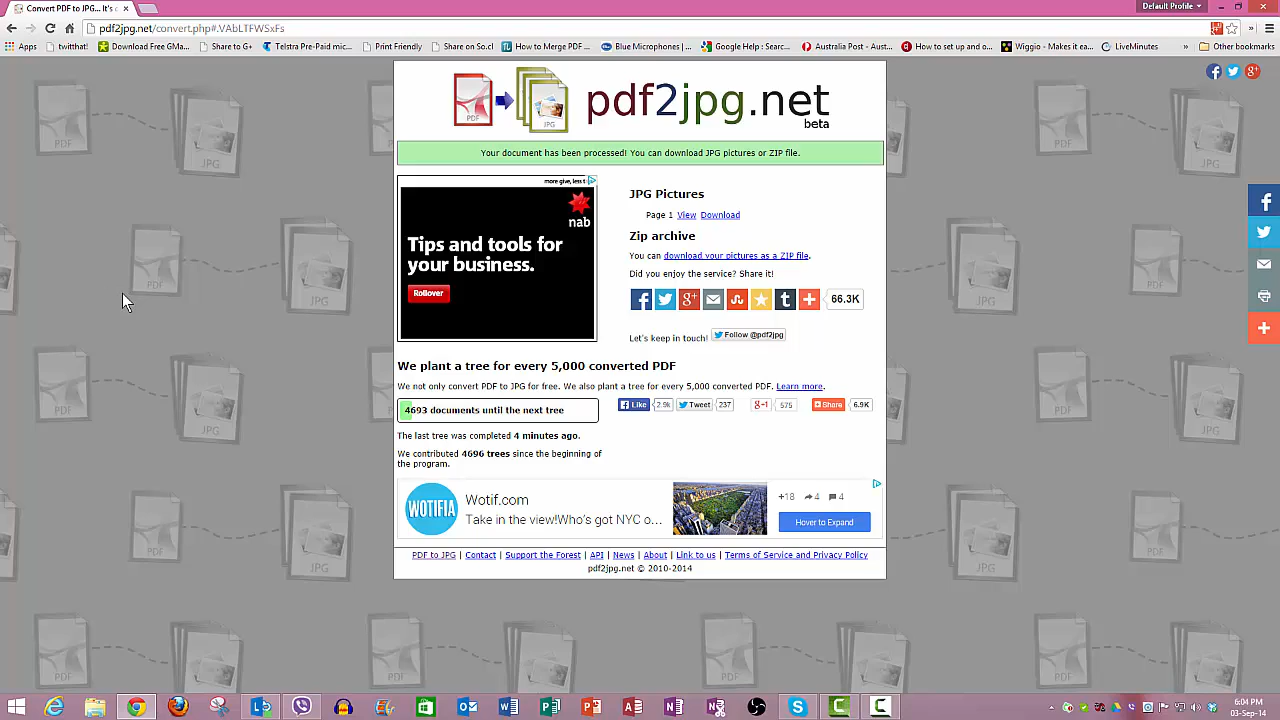 Convert PDF to JPG... It's c
Default Profile
pdf2jpg.net/convert.php#.VAbLTFWSxFs
Apps
twitthat!
Download Free GMa...
Share to G+
Telstra Pre-Paid mic...
Print Friendly
Share on So.cl
How to Merge PDF ...
Blue Microphones | ...
Google Help : Searc...
Australia Post - Aust...
How to set up and o...
Wiggio - Makes it ea...
LiveMinutes
Other bookmarks
PDF
JPG
pdf2jpg.net
beta
Your document has been processed! You can download JPG pictures or ZIP file.
more give, less t
nab
Tips and tools for
your business.
Rollover
JPG Pictures
Page 1 View Download
Zip archive
You can download your pictures as a ZIP file.
Did you enjoy the service? Share it!
66.3K
Let's keep in touch! Follow @pdf2jpg
We plant a tree for every 5,000 converted PDF
We not only convert PDF to JPG for free. We also plant a tree for every 5,000 converted PDF. Learn more.
4693 documents until the next tree
Like 2.9k Tweet 237 g+1 575 Share 6.9K
The last tree was completed 4 minutes ago.
We contributed 4696 trees since the beginning of
the program.
WOTIFIA
Wotif.com
Take in the view!Who's got NYC o...
+18 4 4
Hover to Expand
PDF to JPG | Contact | Support the Forest | API | News | About | Link to us | Terms of Service and Privacy Policy
pdf2jpg.net © 2010-2014
6:04 PM
03-Sep-14